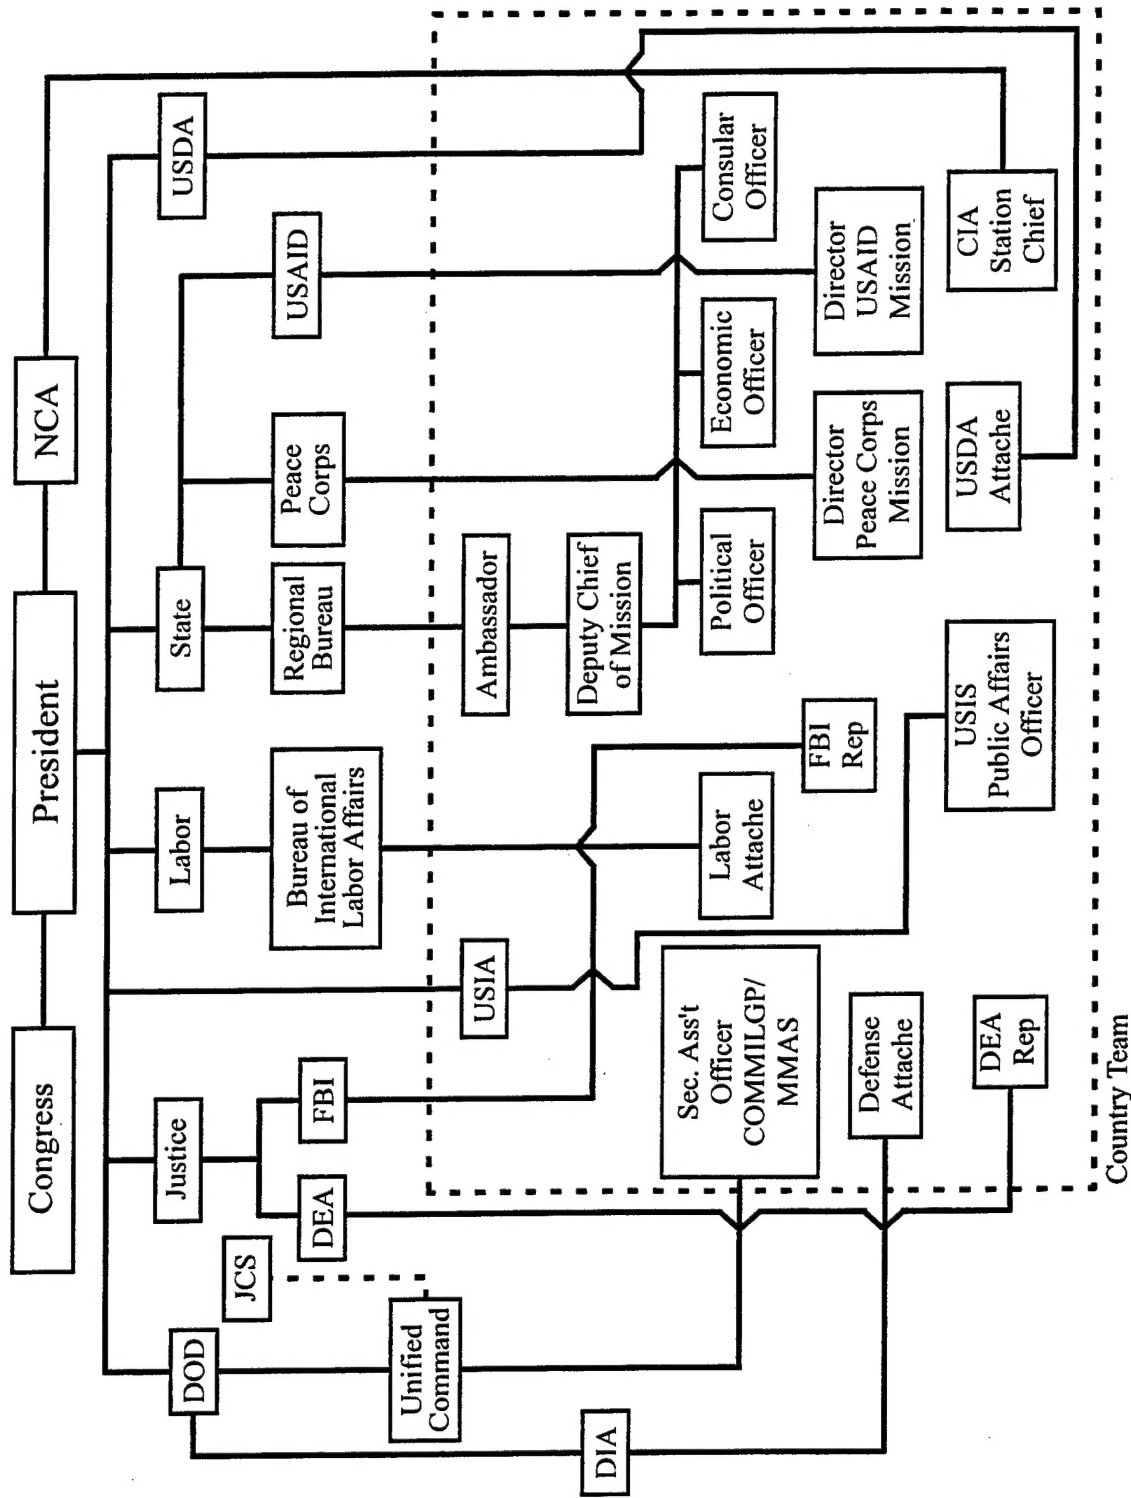 Congress
President
NCA
DOD
JCS
Justice
Labor
State
USDA
DEA
FBI
Bureau of
International
Labor Affairs
Regional
Bureau
Peace
Corps
USAID
Unified
Command
DIA
USIA
Ambassador
Deputy Chief
of Mission
Sec. Ass't
Officer
COMMILGP/
MMAS
Labor
Attache
Political
Officer
Economic
Officer
Consular
Officer
Defense
Attache
FBI
Rep
Director
Peace Corps
Mission
Director
USAID
Mission
DEA
Rep
USIS
Public Affairs
Officer
USDA
Attache
CIA
Station
Chief
Country Team